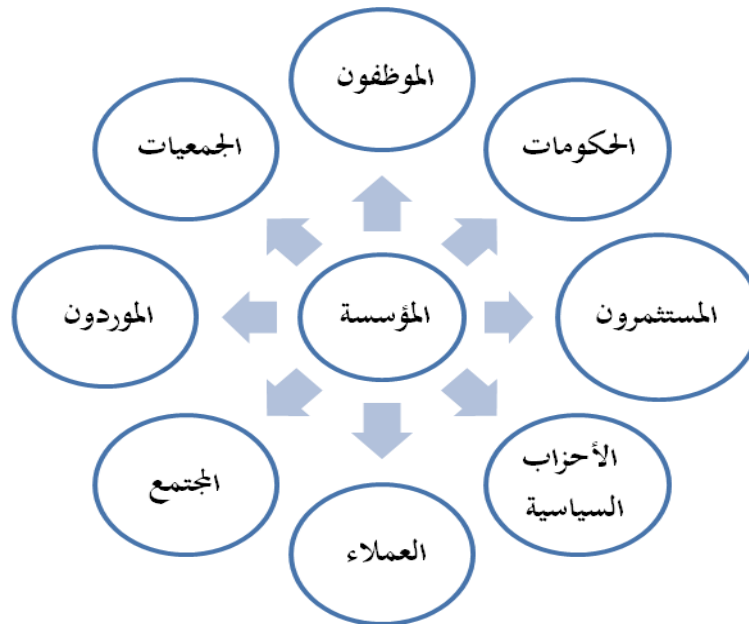 الموظفون
الحكومات
الجمعيات
المستثمرون
المؤسسة
الموردون
الأحزاب
السياسية
المجتمع
العملاء